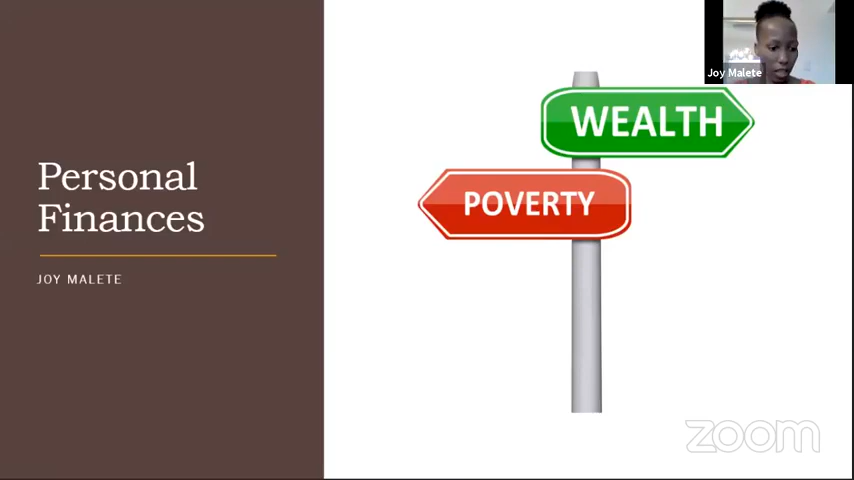 Joy Malete
WEALTH
Personal
Finances
POVERTY
JOY MALETE
zoom